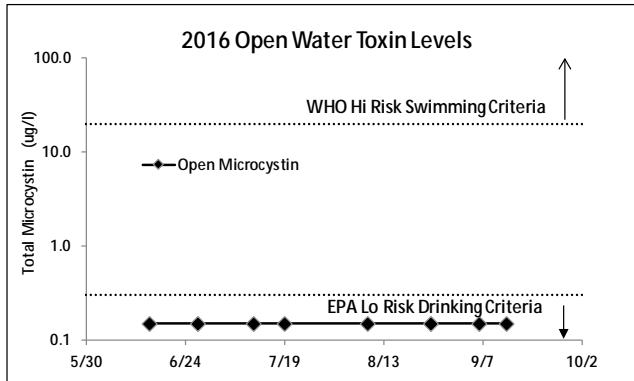 2016 Open Water Toxin Levels
Total Microcystin (ug/l)
100.0
WHO Hi Risk Swimming Criteria
10.0
Open Microcystin
1.0
EPA Lo Risk Drinking Criteria
0.1
5/30 6/24 7/19 8/13 9/7 10/2